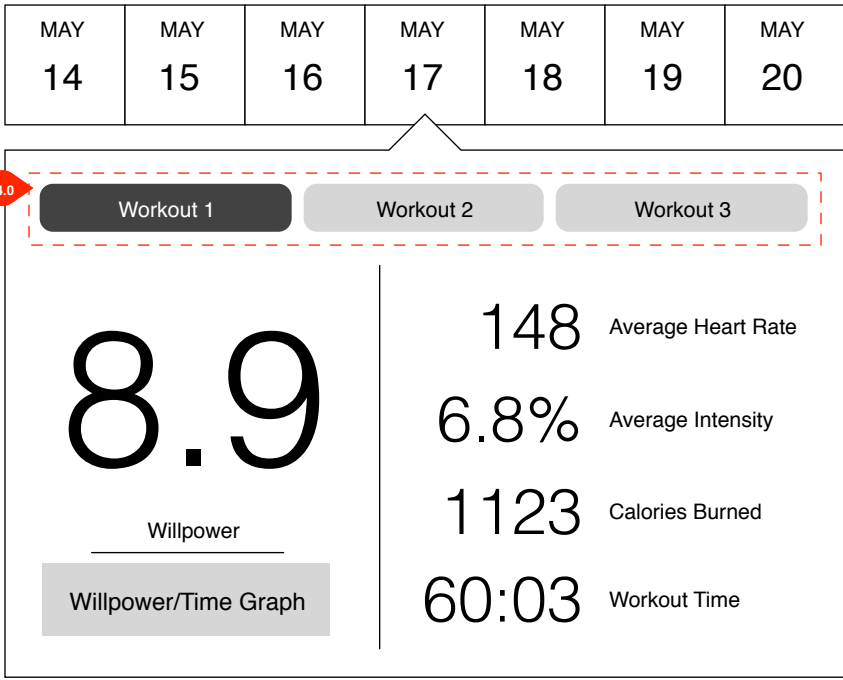 MAY MAY MAY MAY MAY MAY MAY
14 15 16 17 18 19 20
Workout 1 Workout 2 Workout 3
8.9
Willpower
Willpower/Time Graph
148 Average Heart Rate
6.8% Average Intensity
1123 Calories Burned
60:03 Workout Time